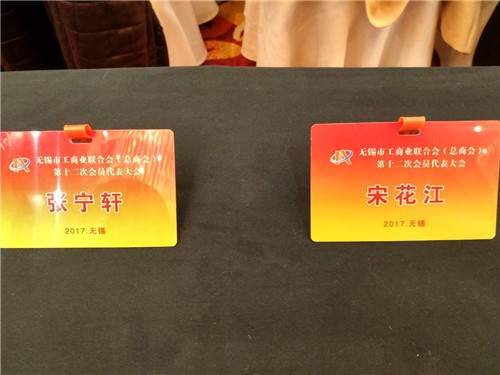 无锡市工商业联合会（总商会）
第十二次会员代表大会
张宁轩
2017.无锡
无锡市工商业联合会（总商会）
第十二次会员代表大会
宋花江
2017.无锡